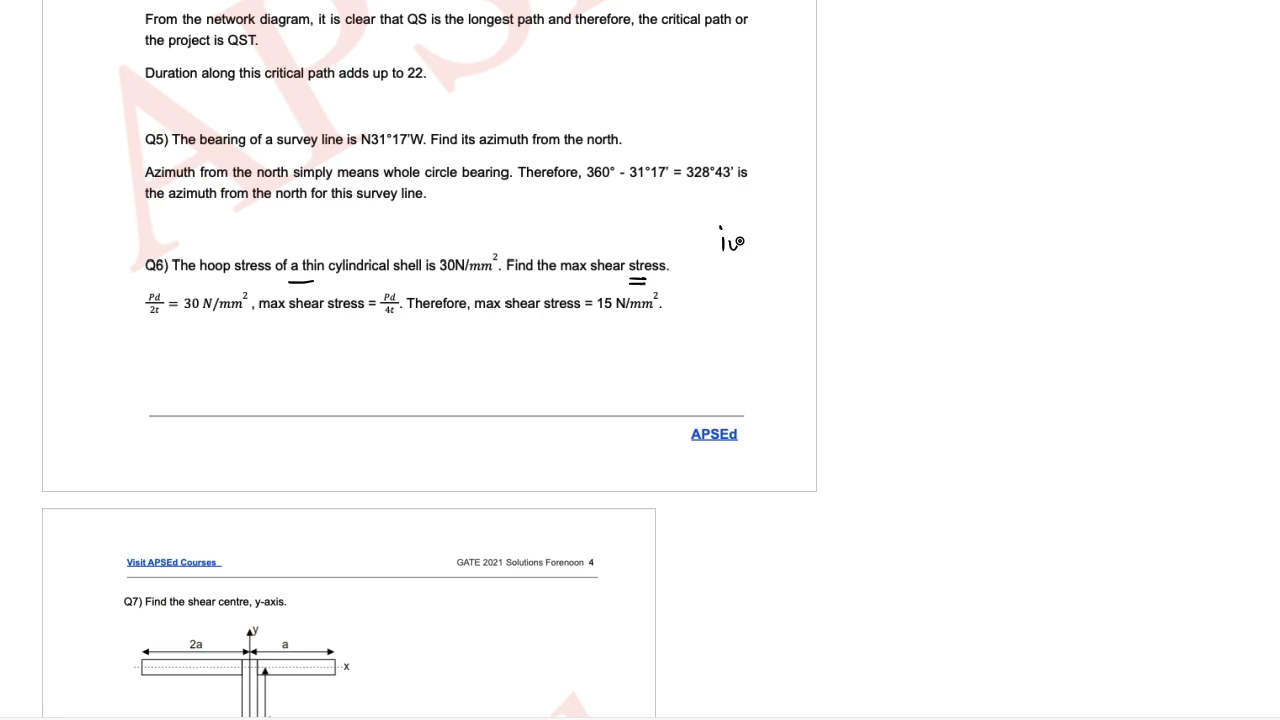 From the network diagram, it is clear that QS is the longest path and therefore, the critical path or
the project is QST.
Duration along this critical path adds up to 22.
Q5) The bearing of a survey line is N31°17'W. Find its azimuth from the north.
Azimuth from the north simply means whole circle bearing. Therefore, 360° - 31°17' = 328°43' is
the azimuth from the north for this survey line.
Q6) The hoop stress of a thin cylindrical shell is 30N/mm². Find the max shear stress.
Pd/2t = 30 N/mm², max shear stress = Pd/4t. Therefore, max shear stress = 15 N/mm².
APSEd
Visit APSEd Courses
GATE 2021 Solutions Forenoon 4
Q7) Find the shear centre, y-axis.
y
2a a
x